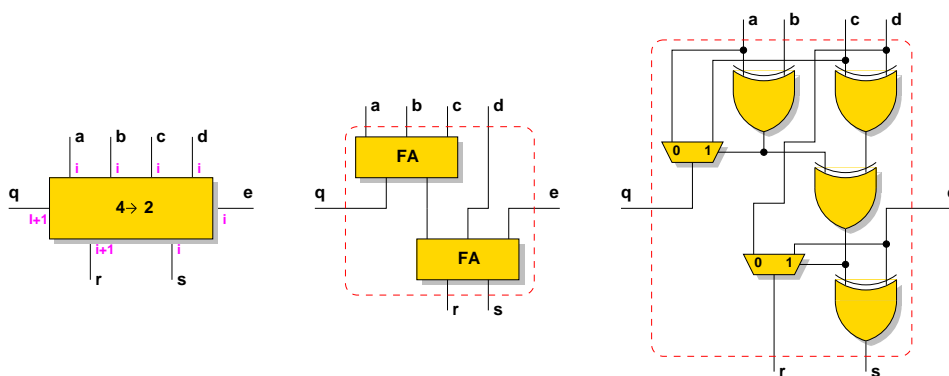 a b c d
i i i i
q e
4→ 2
I+1 i
i+1 i
r s
a b c d
FA
q e
FA
r s
a b c d
0 1
q e
0 1
r s